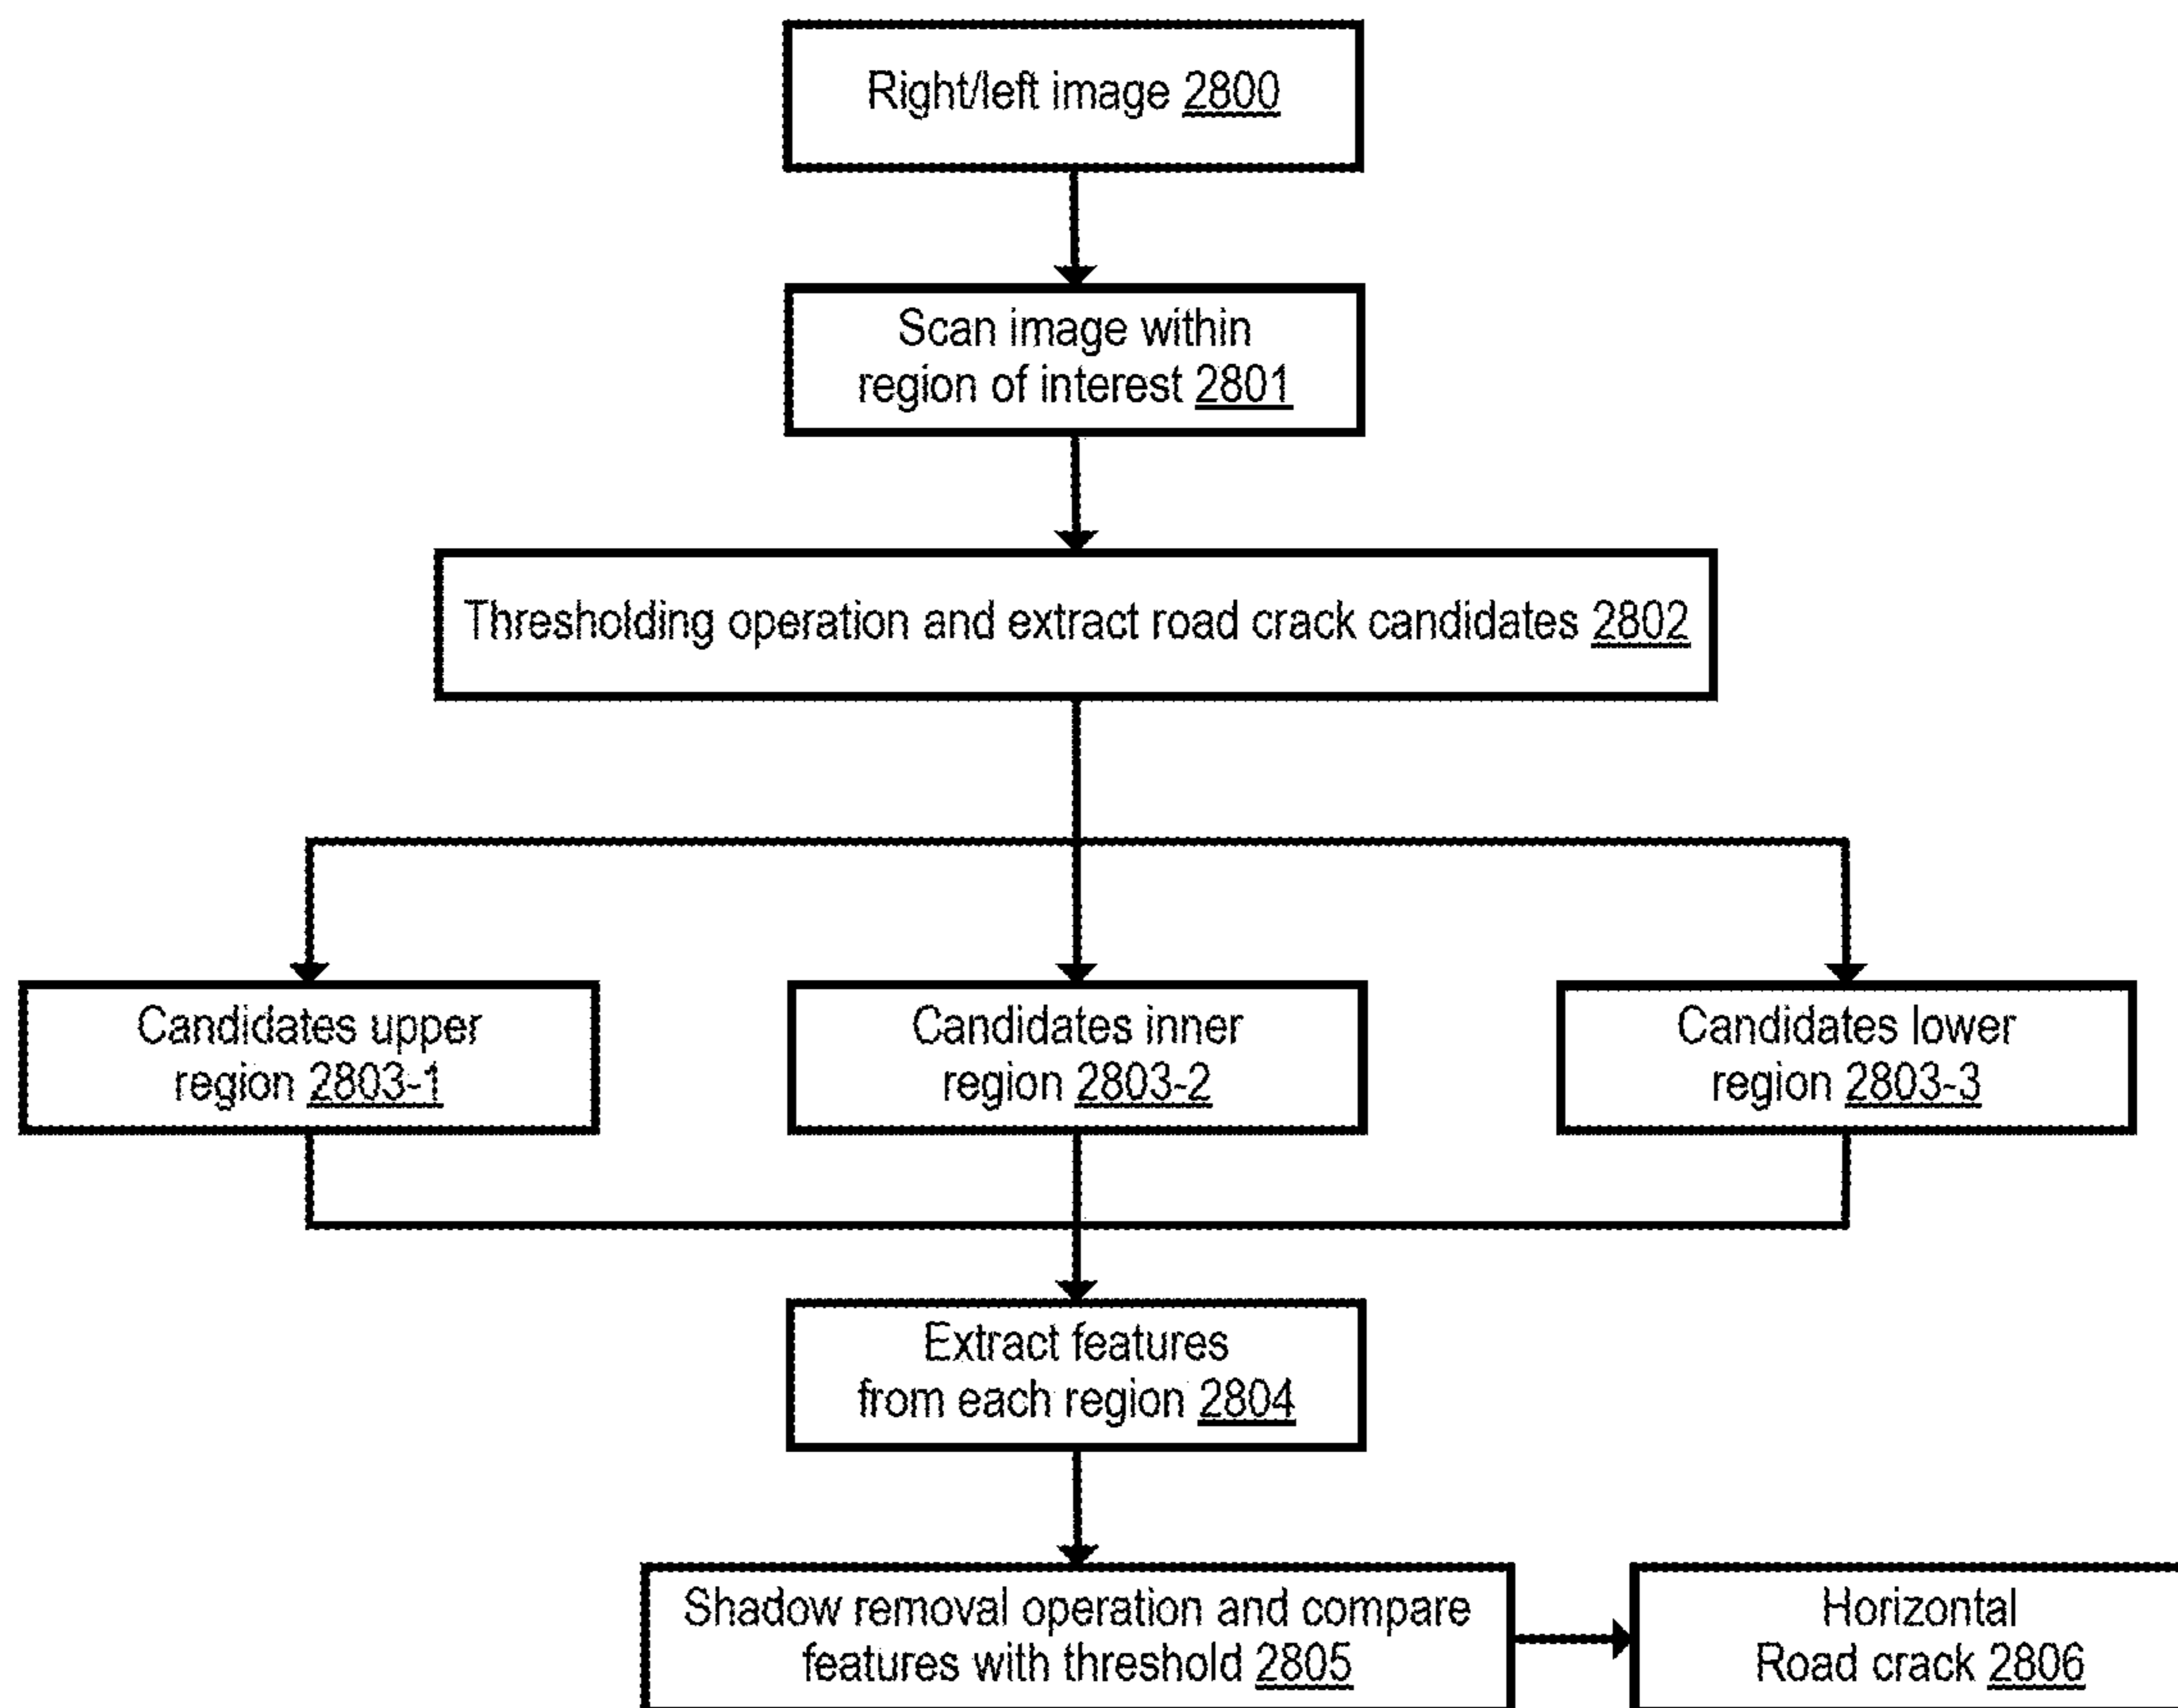 Right/left image 2800
Scan image within
region of interest 2801
Thresholding operation and extract road crack candidates 2802
Candidates upper
region 2803-1
Candidates inner
region 2803-2
Candidates lower
region 2803-3
Extract features
from each region 2804
Shadow removal operation and compare
features with threshold 2805
Horizontal
Road crack 2806